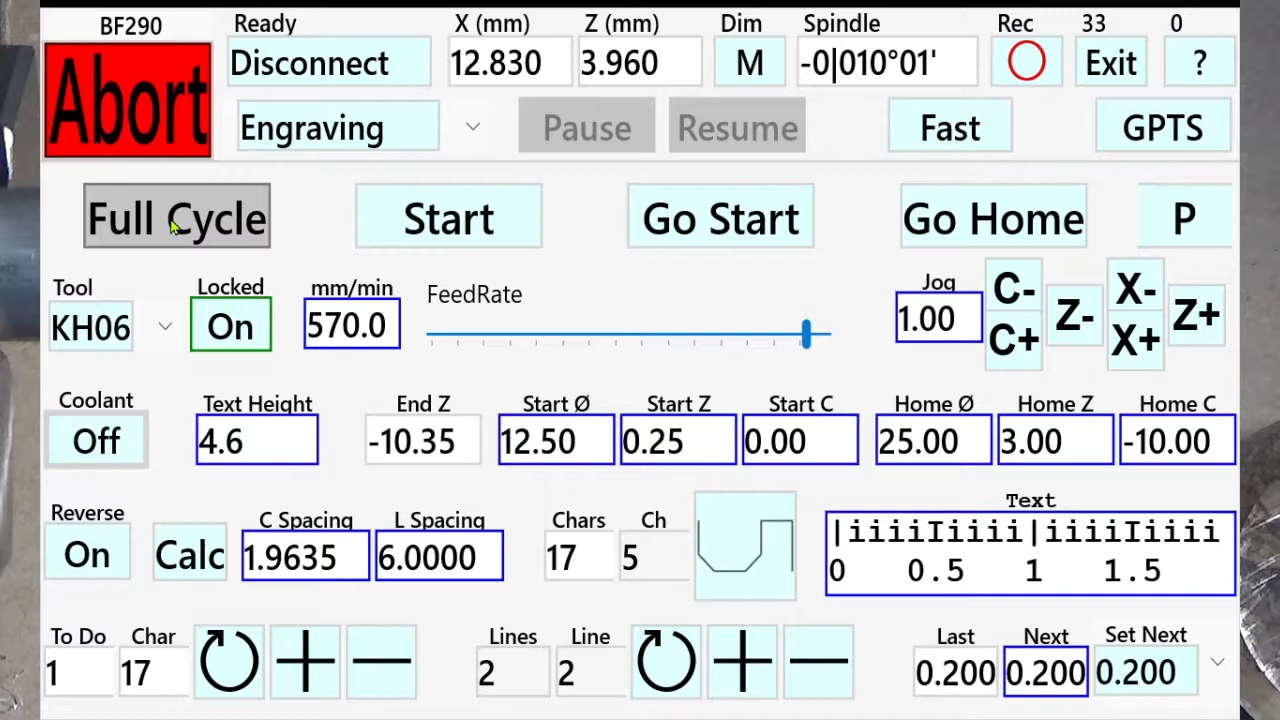 BF290 Ready X (mm) Z (mm) Dim Spindle Rec 33 0
Abort Disconnect 12.830 3.960 M -0|010°01' Exit ?
Engraving Pause Resume Fast GPTS
Full Cycle Start Go Start Go Home P
Tool Locked mm/min FeedRate Jog
KH06 On 570.0 1.00 C- C+ Z- X- X+ Z+
Coolant Text Height End Z Start Ø Start Z Start C Home Ø Home Z Home C
Off 4.6 -10.35 12.50 0.25 0.00 25.00 3.00 -10.00
Reverse C Spacing L Spacing Chars Ch Text
On Calc 1.9635 6.0000 17 5 |iiiiIiiii|iiiiIiiii
0 0.5 1 1.5
To Do Char Lines Line Last Next Set Next
1 17 2 2 0.200 0.200 0.200